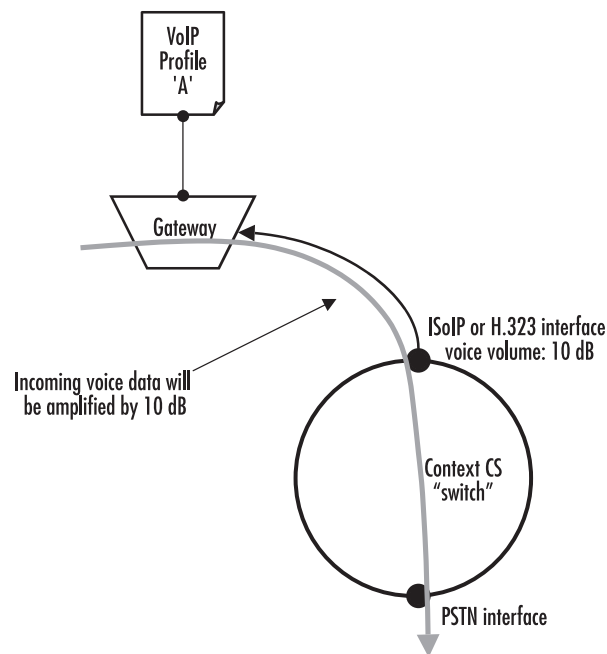 VoIP
Profile
'A'
Gateway
ISoIP or H.323 interface
voice volume: 10 dB
Incoming voice data will
be amplified by 10 dB
Context CS
“switch”
PSTN interface